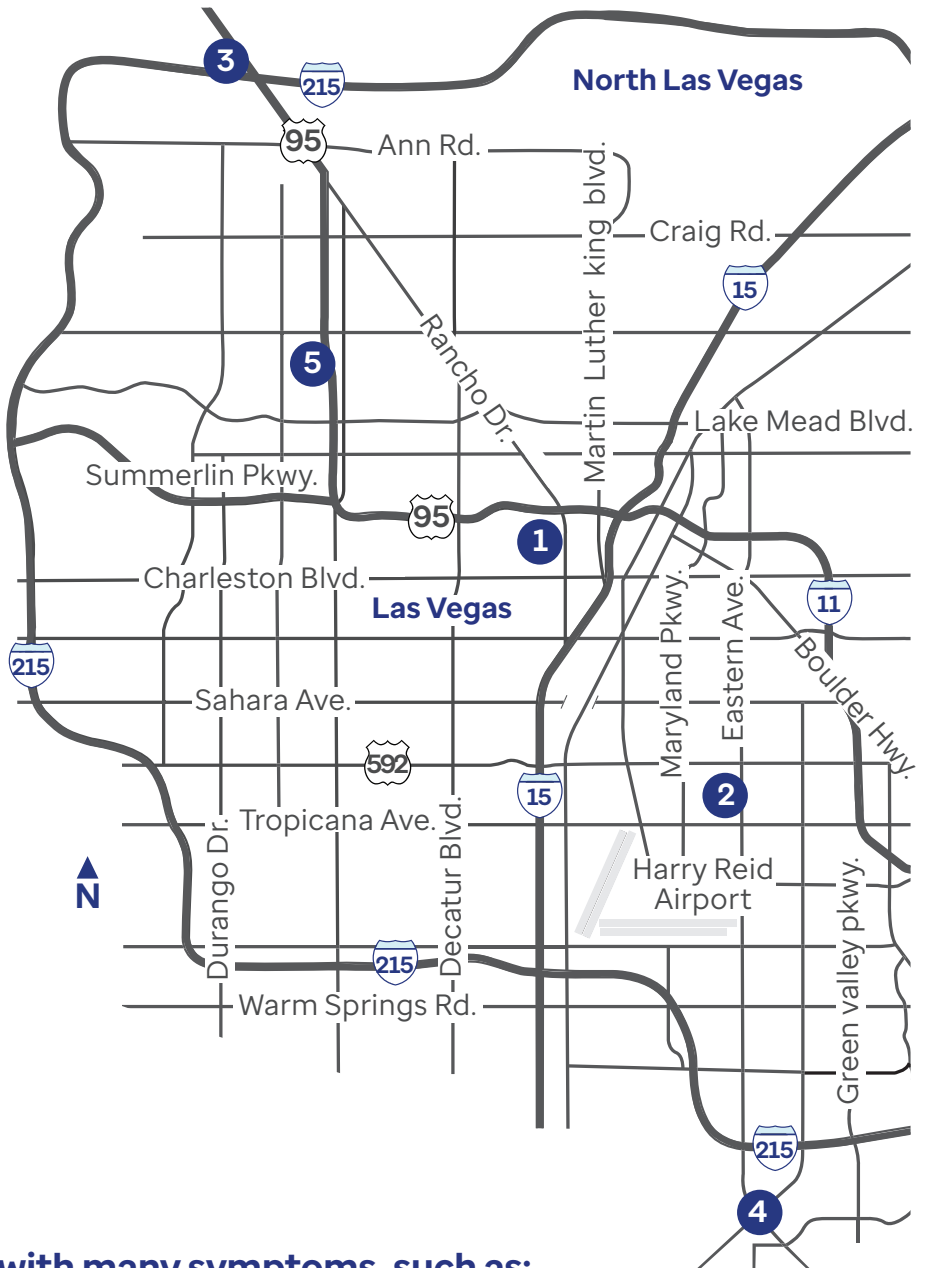 3
215
North Las Vegas
95
Ann Rd.
Martin Luther king blvd.
Craig Rd.
15
5
Rancho Dr.
Lake Mead Blvd.
Summerlin Pkwy.
95
1
Charleston Blvd.
Las Vegas
11
215
Maryland Pkwy.
Eastern Ave.
Boulder Hwy.
Sahara Ave.
592
15
2
Tropicana Ave.
Durango Dr.
Decatur Blvd.
Harry Reid
Airport
N
Green valley pkwy.
215
Warm Springs Rd.
215
4
with many symptoms, such as: